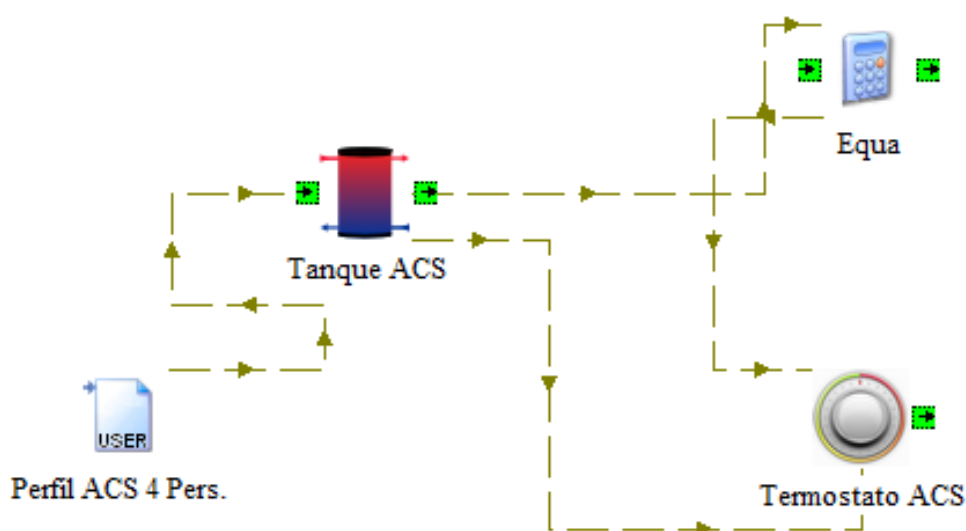 Equa
Tanque ACS
USER
Perfil ACS 4 Pers.
Termostato ACS